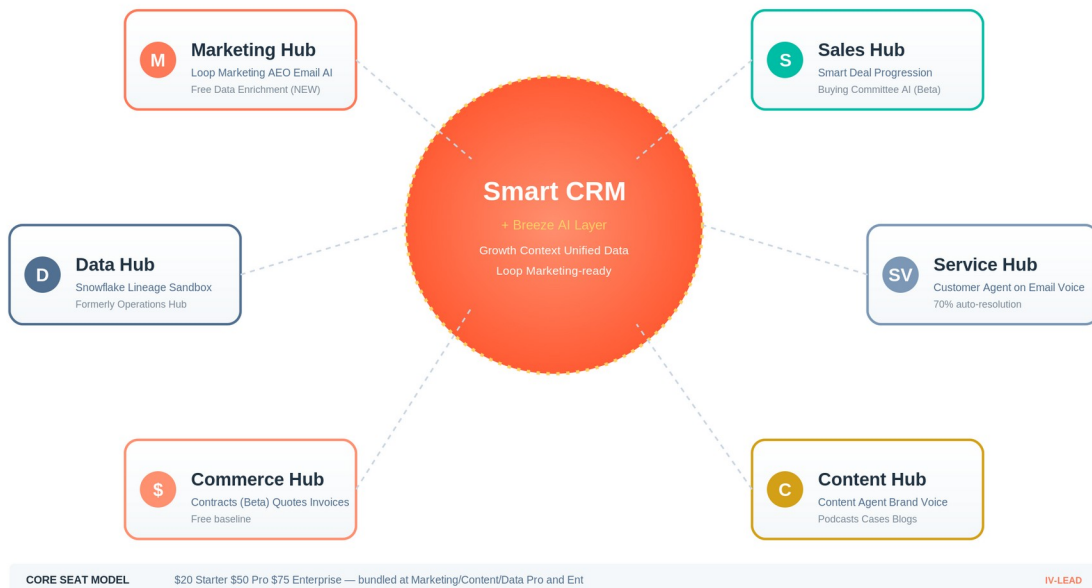 M
Marketing Hub
Loop Marketing AEO Email AI
Free Data Enrichment (NEW)
S
Sales Hub
Smart Deal Progression
Buying Committee AI (Beta)
Smart CRM
+ Breeze AI Layer
Growth Context Unified Data
Loop Marketing-ready
D
Data Hub
Snowflake Lineage Sandbox
Formerly Operations Hub
SV
Service Hub
Customer Agent on Email Voice
70% auto-resolution
$
Commerce Hub
Contracts (Beta) Quotes Invoices
Free baseline
C
Content Hub
Content Agent Brand Voice
Podcasts Cases Blogs
CORE SEAT MODEL $20 Starter $50 Pro $75 Enterprise — bundled at Marketing/Content/Data Pro and Ent IV-LEAD